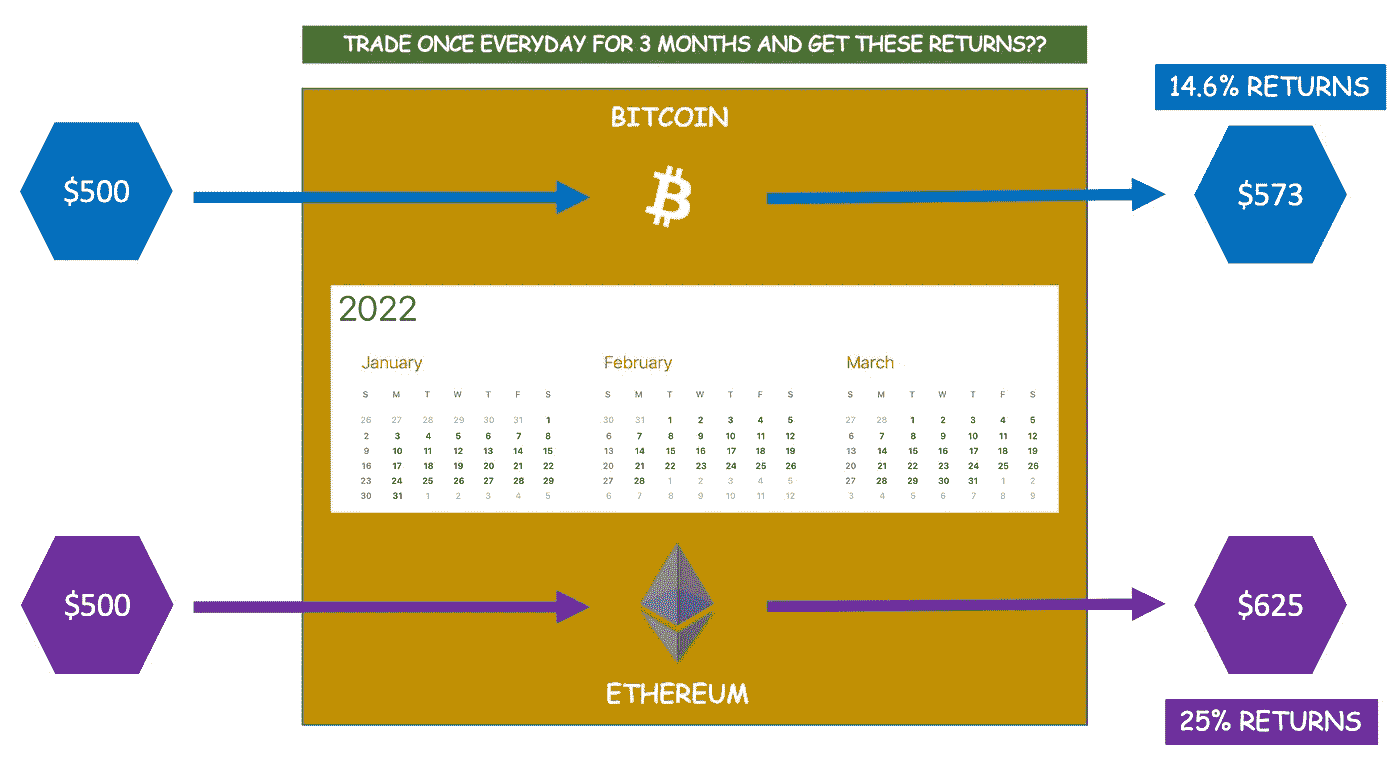 TRADE ONCE EVERYDAY FOR 3 MONTHS AND GET THESE RETURNS??
14.6% RETURNS
BITCOIN
$500
$573
2022
January February March
S M T W T F S S M T W T F S S M T W T F S
26 27 28 29 30 31 1 30 31 1 2 3 4 5 27 28 1 2 3 4 5
2 3 4 5 6 7 8 6 7 8 9 10 11 12 6 7 8 9 10 11 12
9 10 11 12 13 14 15 13 14 15 16 17 18 19 13 14 15 16 17 18 19
16 17 18 19 20 21 22 20 21 22 23 24 25 26 20 21 22 23 24 25 26
23 24 25 26 27 28 29 27 28 1 2 3 4 5 27 28 29 30 31 1 2
30 31 1 2 3 4 5 6 7 8 9 10 11 12 3 4 5 6 7 8 9
$500
$625
ETHEREUM
25% RETURNS